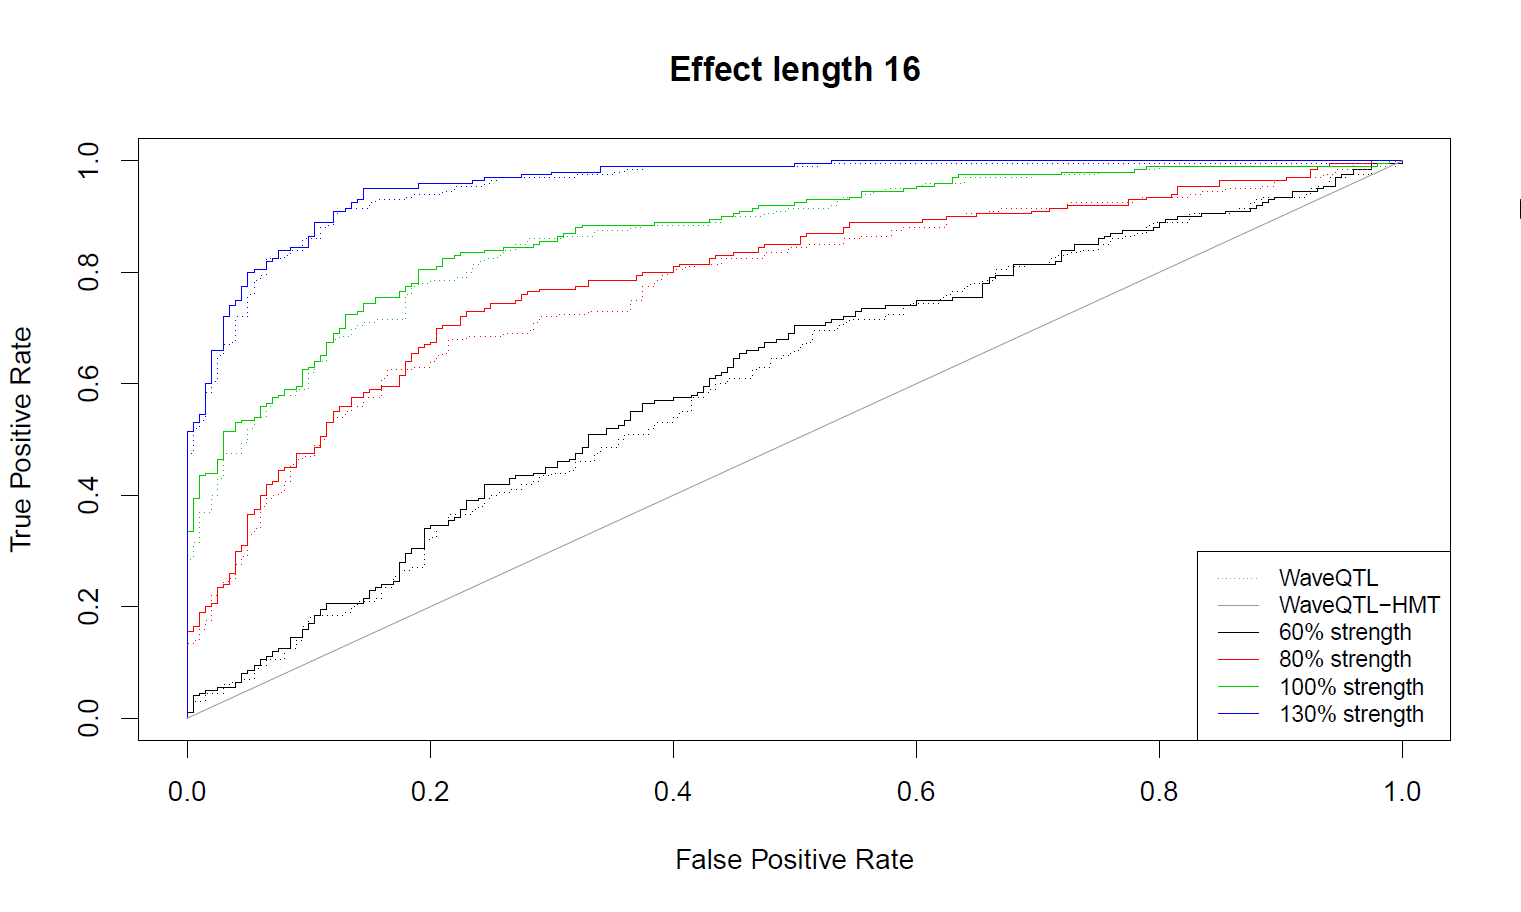 Effect length 16
True Positive Rate
1.0
0.8
0.6
0.4
0.2
0.0
WaveQTL
WaveQTL−HMT
60% strength
80% strength
100% strength
130% strength
0.0 0.2 0.4 0.6 0.8 1.0
False Positive Rate